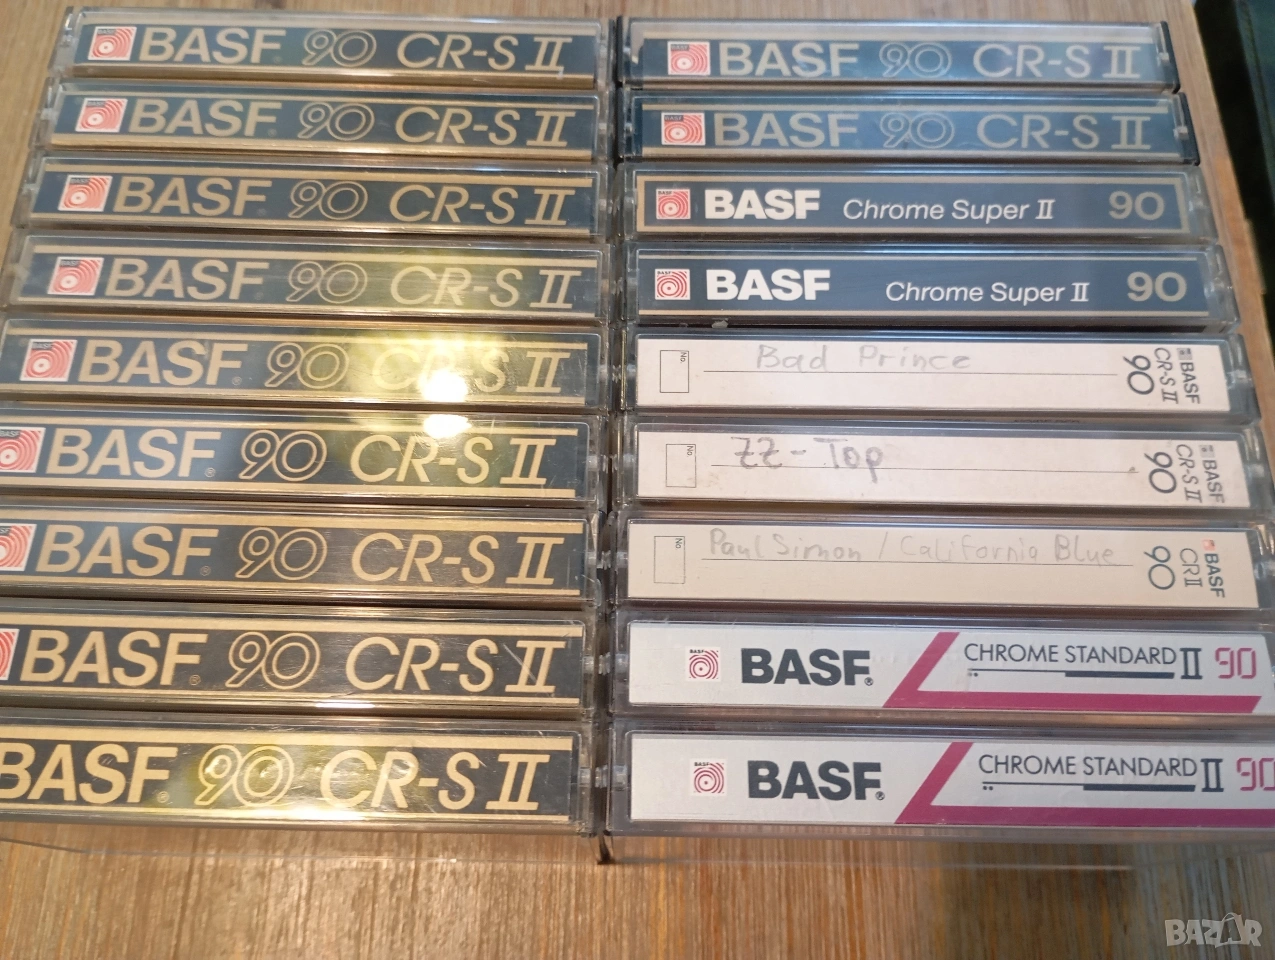 BASF 90 CR-S II
BASF 90 CR-S II
BASF 90 CR-S II
BASF 90 CR-S II
BASF 90 CR-S II
BASF 90 CR-S II
BASF 90 CR-S II
BASF 90 CR-S II
BASF 90 CR-S II
BASF 90 CR-S II
BASF 90 CR-S II
BASF Chrome Super II 90
BASF Chrome Super II 90
No Bad Prince BASF CR-S II 90
No ZZ-Top BASF CR-S II 90
No Paul Simon / California Blue BASF CR II 90
BASF CHROME STANDARD II 90
BASF CHROME STANDARD II 90
BAZAR